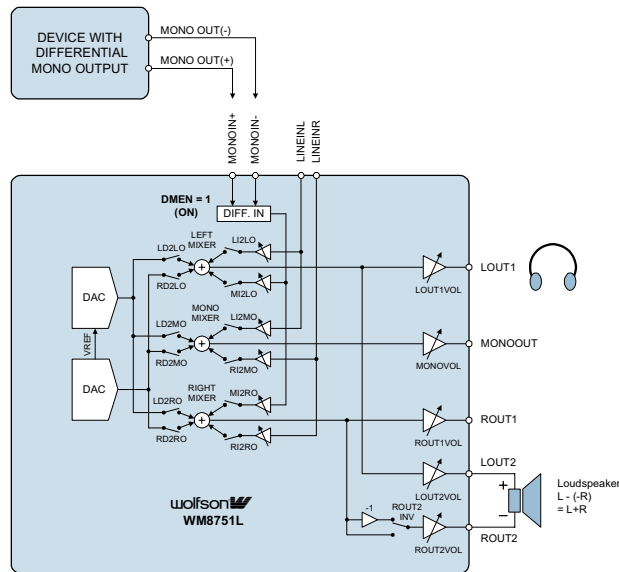 DEVICE WITH
DIFFERENTIAL
MONO OUTPUT
MONO OUT(-)
MONO OUT(+)
MONOIN+
MONOIN-
LINEINL
LINEINR
DMEN = 1
(ON)
DIFF. IN
LEFT
MIXER
LD2LO
RD2LO
LI2LO
MI2LO
DAC
VREF
DAC
MONO
MIXER
LD2MO
RD2MO
LI2MO
RI2MO
RIGHT
MIXER
LD2RO
RD2RO
MI2RO
RI2RO
LOUT1VOL
LOUT1
MONOVOL
MONOOUT
ROUT1VOL
ROUT1
LOUT2VOL
LOUT2
-1
ROUT2
INV
ROUT2VOL
ROUT2
+
−
Loudspeaker
L - (-R)
= L+R
wolfson
WM8751L